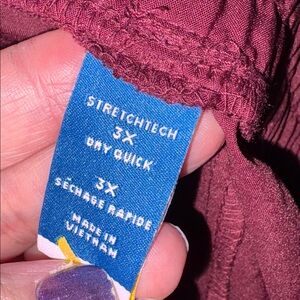 STRETCHTECH
3X
DRY QUICK
3X
SÉCHAGE RAPIDE
MADE IN
VIETNAM